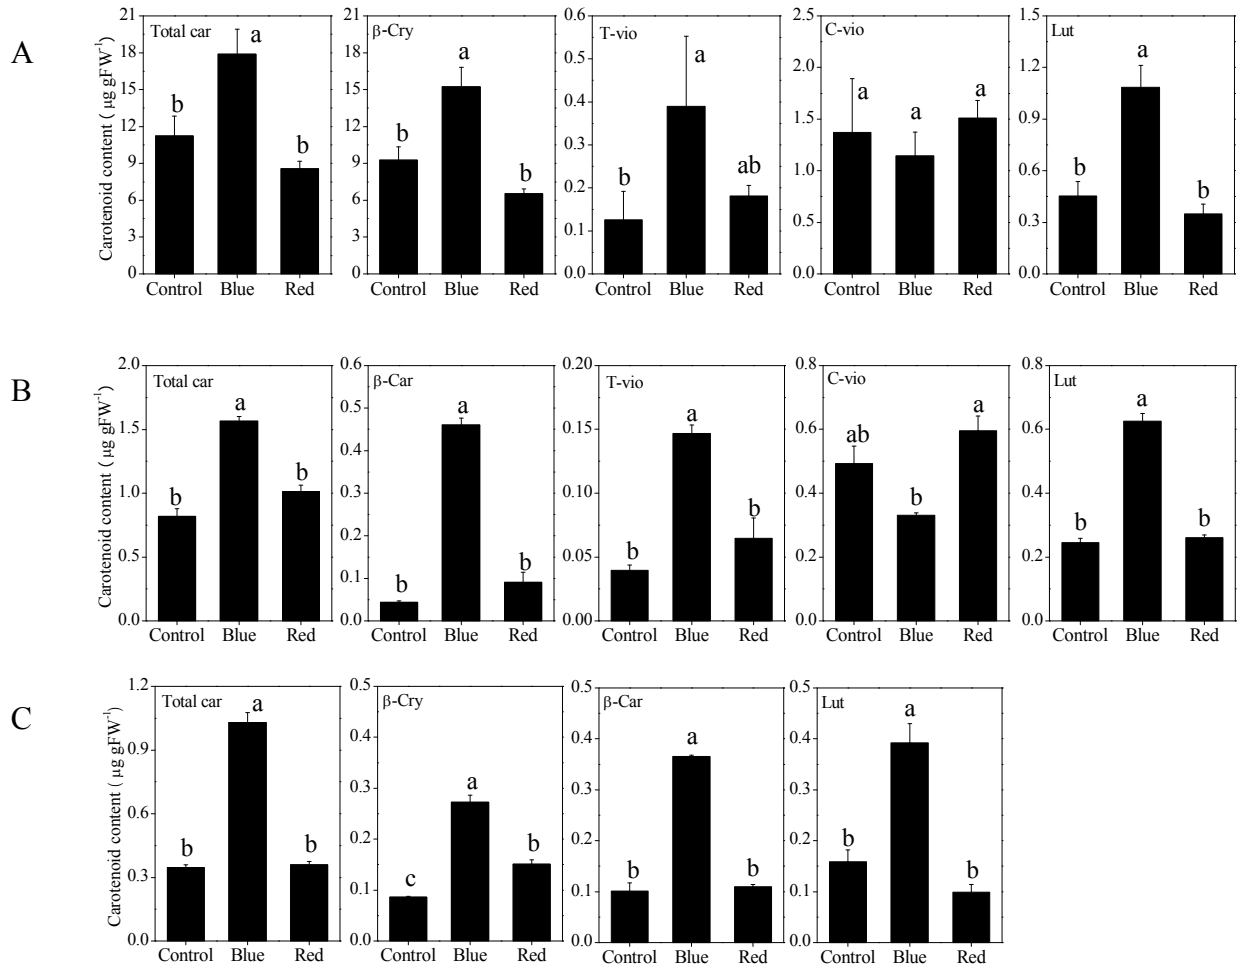 A
Carotenoid content ( μg gFW⁻¹)
Total car
21
18
15
12
9
6
3
0
b
a
b
Control Blue Red
β-Cry
21
18
15
12
9
6
3
0
b
a
b
Control Blue Red
T-vio
0.6
0.4
0.3
0.2
0.1
0.0
b
a
ab
Control Blue Red
C-vio
2.5
2.0
1.5
1.0
0.5
0.0
a
a
a
Control Blue Red
Lut
1.5
1.2
0.9
0.6
0.3
0.0
b
a
b
Control Blue Red
B
Carotenoid content ( μg gFW⁻¹)
Total car
2.0
1.5
1.0
0.5
0.0
b
a
b
Control Blue Red
β-Car
0.6
0.5
0.4
0.3
0.1
0.0
b
a
b
Control Blue Red
T-vio
0.20
0.15
0.10
0.05
0.00
b
a
b
Control Blue Red
C-vio
0.8
0.6
0.4
0.2
0.0
ab
b
a
Control Blue Red
Lut
0.8
0.6
0.4
0.2
0.0
b
a
b
Control Blue Red
C
Carotenoid content ( μg gFW⁻¹)
Total car
1.2
0.9
0.6
0.3
0.0
b
a
b
Control Blue Red
β-Cry
0.5
0.4
0.3
0.2
0.1
0.0
c
a
b
Control Blue Red
β-Car
0.5
0.4
0.3
0.2
0.1
0.0
b
a
b
Control Blue Red
Lut
0.5
0.4
0.3
0.2
0.1
0.0
b
a
b
Control Blue Red